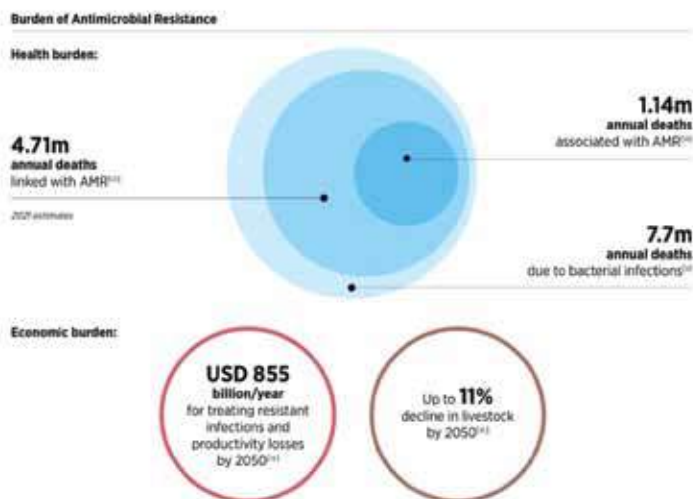 Burden of Antimicrobial Resistance
Health burden:
4.71m
annual deaths
linked with AMR
2021 estimates
1.14m
annual deaths
associated with AMR
7.7m
annual deaths
due to bacterial infections
Economic burden:
USD 855
billion/year
for treating resistant
infections and
productivity losses
by 2050
Up to 11%
decline in livestock
by 2050